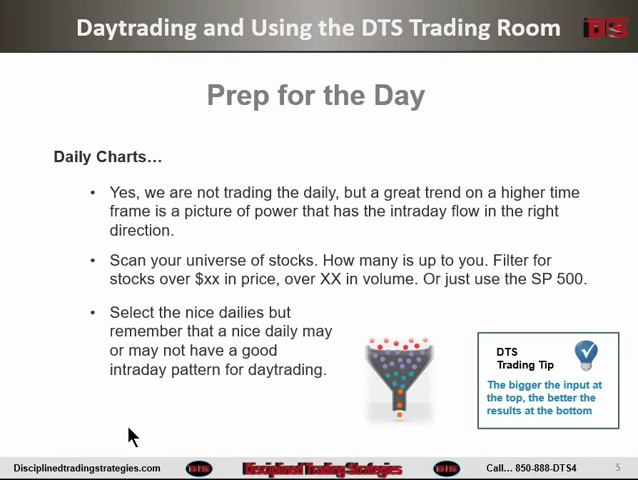 Daytrading and Using the DTS Trading Room
DTS
Prep for the Day
Daily Charts…
• Yes, we are not trading the daily, but a great trend on a higher time
frame is a picture of power that has the intraday flow in the right
direction.
• Scan your universe of stocks. How many is up to you. Filter for
stocks over $xx in price, over XX in volume. Or just use the SP 500.
• Select the nice dailies but
remember that a nice daily may
or may not have a good
intraday pattern for daytrading.
DTS
Trading Tip
The bigger the input at
the top, the better the
results at the bottom
Disciplinedtradingstrategies.com
DTS
Disciplined Trading Strategies
DTS
Call… 850-888-DTS4
5